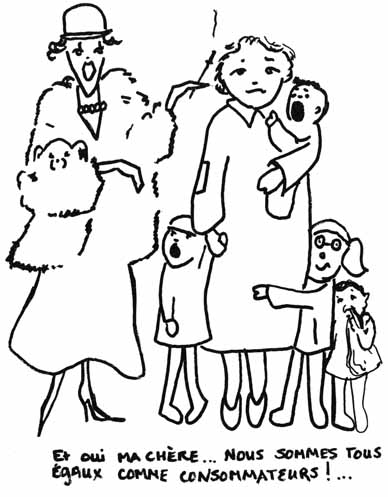 Et oui MA CHÈRE... NOUS SOMMES TOUS
ÉGAUX COMME CONSOMMATEURS !...